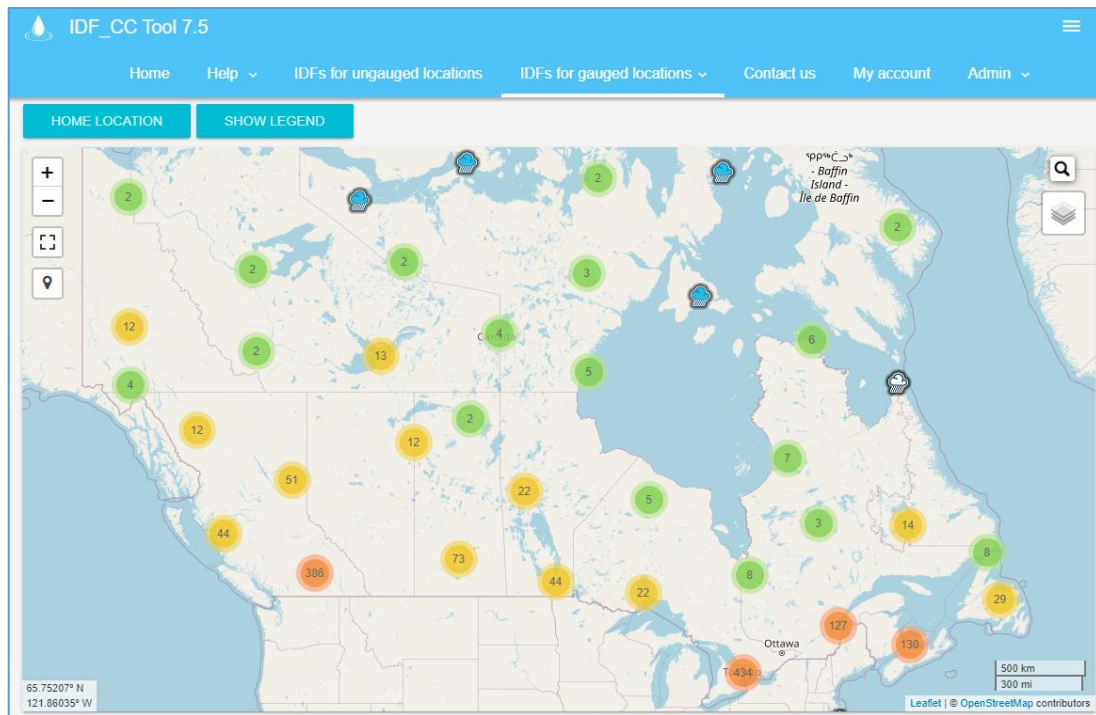 IDF_CC Tool 7.5
Home Help IDFs for ungauged locations IDFs for gauged locations Contact us My account Admin
HOME LOCATION SHOW LEGEND
- Baffin
Island -
Île de Baffin
+
−
2
2
2
2
2
3
12
4
6
2
13
4
5
12
2
12
7
51
22
5
3
14
44
8
386
73
44
22
8
29
127
Ottawa
130
434
500 km
300 mi
65.75207° N
121.86035° W
Leaflet | © OpenStreetMap contributors